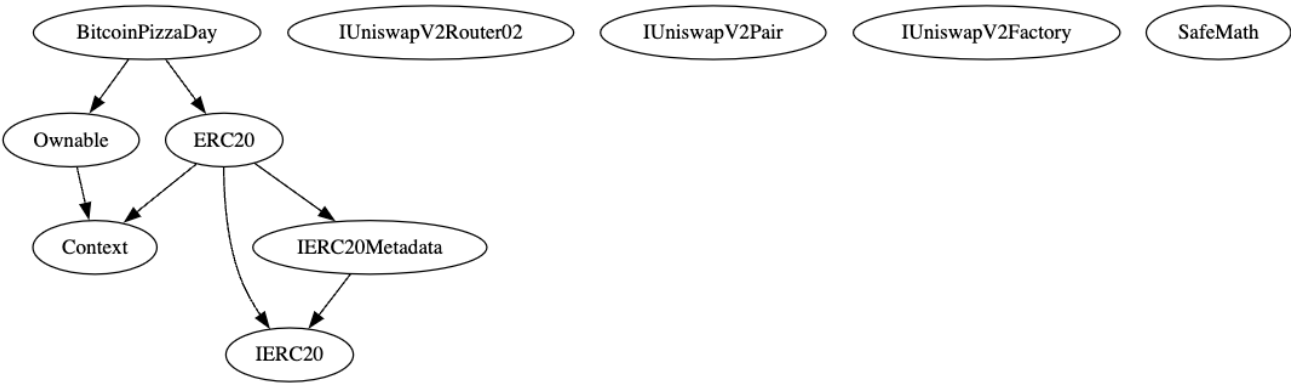 BitcoinPizzaDay
IUniswapV2Router02
IUniswapV2Pair
IUniswapV2Factory
SafeMath
Ownable
ERC20
Context
IERC20Metadata
IERC20